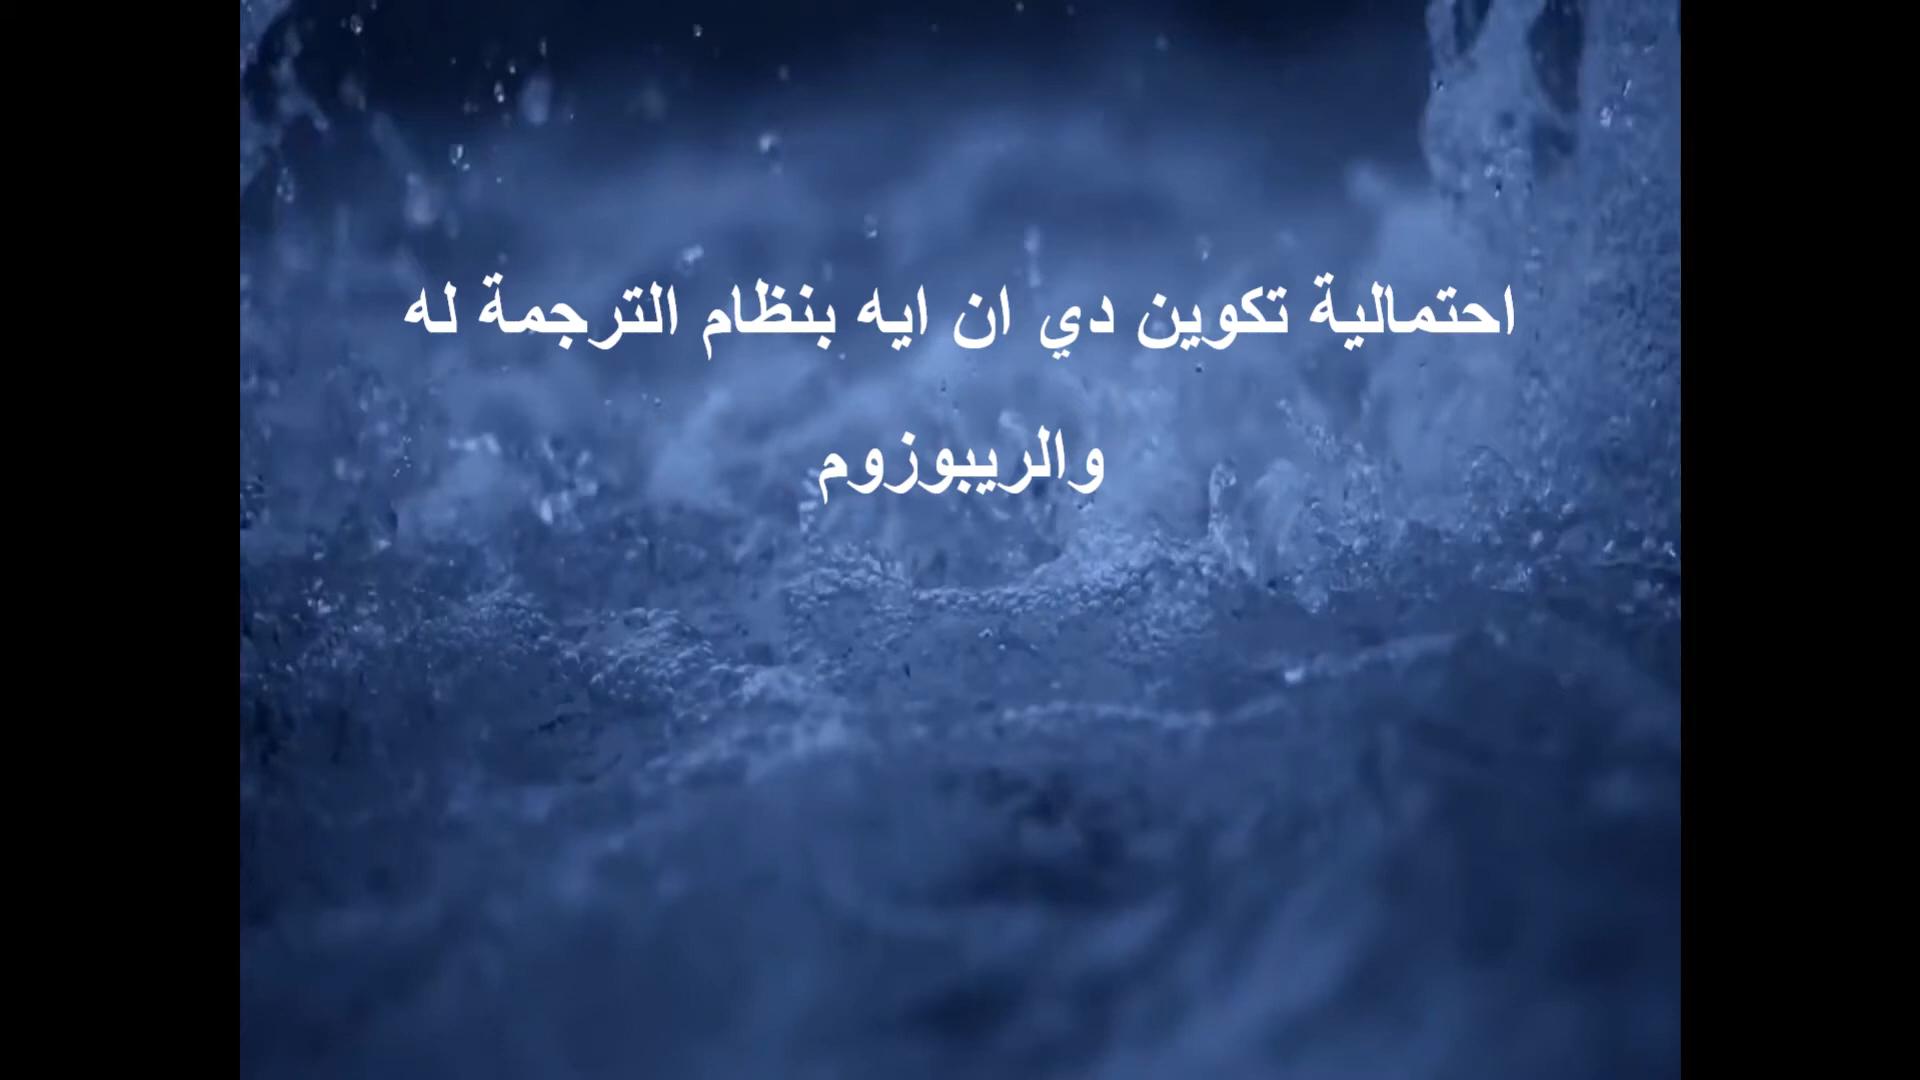 احتمالية تكوين دي ان ايه بنظام الترجمة له
والريبوزوم